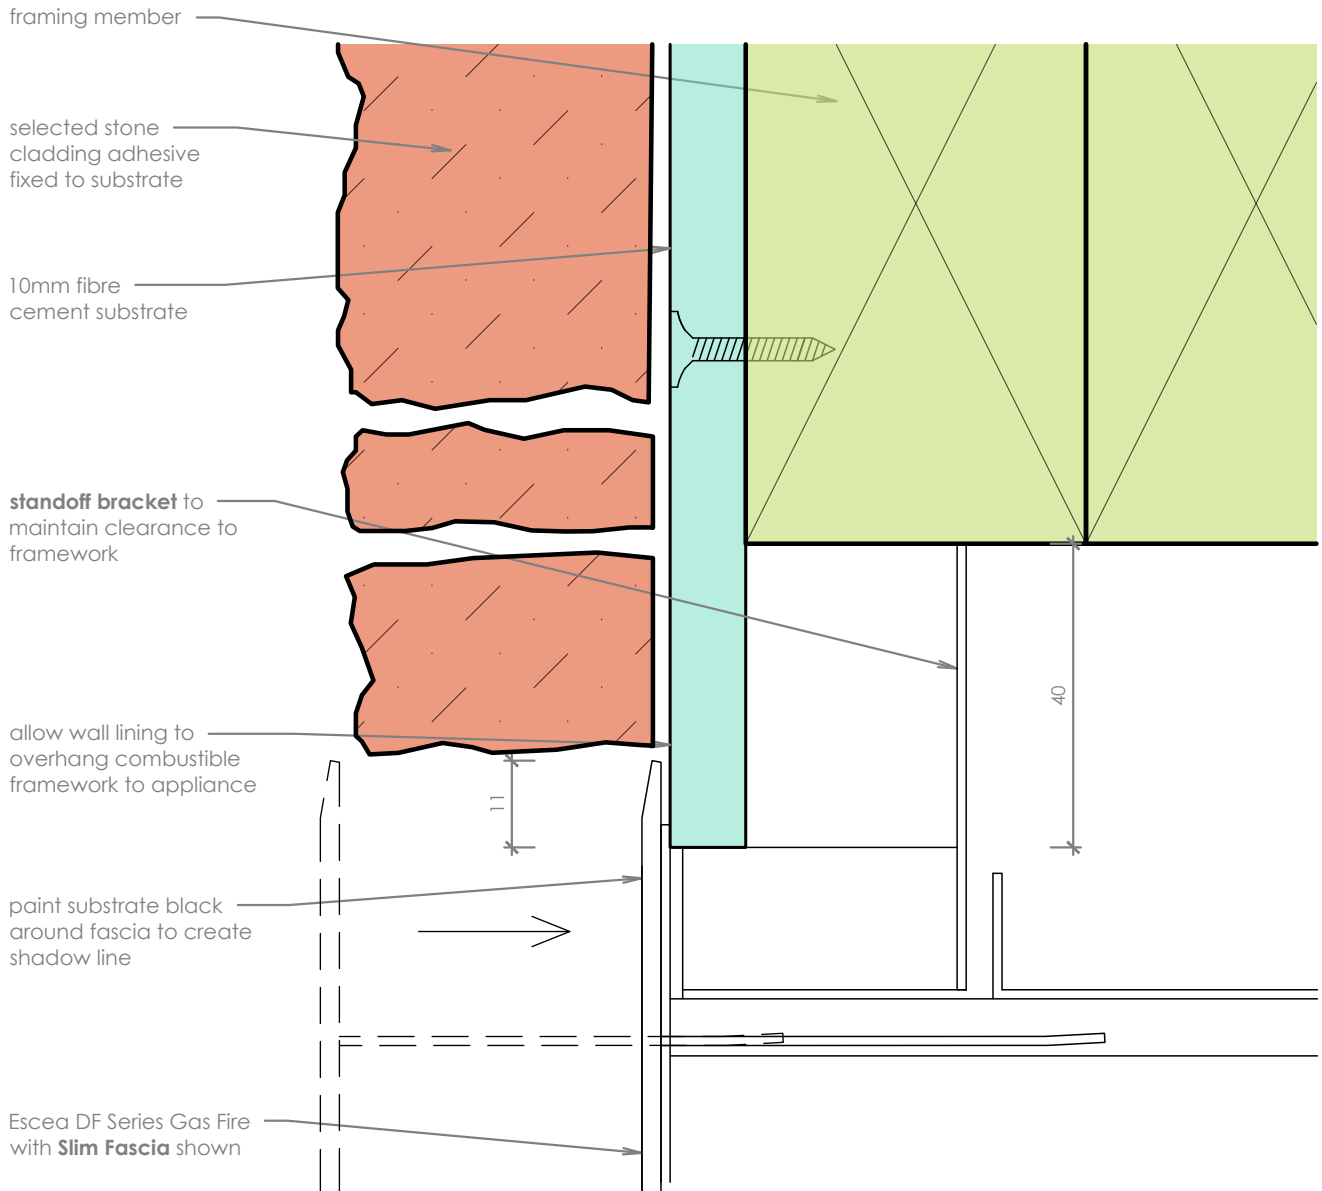 framing member
selected stone
cladding adhesive
fixed to substrate
10mm fibre
cement substrate
standoff bracket to
maintain clearance to
framework
40
allow wall lining to
overhang combustible
framework to appliance
11
paint substrate black
around fascia to create
shadow line
Escea DF Series Gas Fire
with Slim Fascia shown